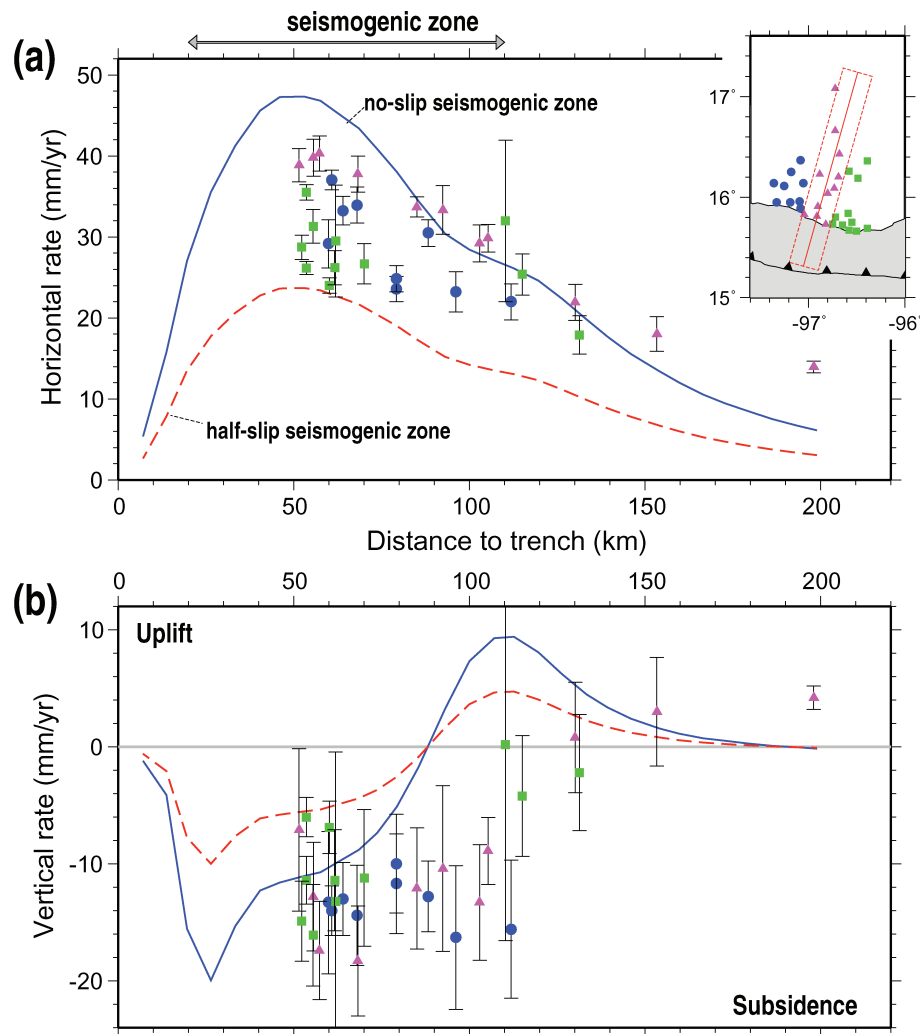 seismogenic zone
(a)
50
40
30
20
10
0
Horizontal rate (mm/yr)
no-slip seismogenic zone
half-slip seismogenic zone
17˚
16˚
15˚
-97˚
-96˚
0
50
100
150
200
Distance to trench (km)
(b)
0
50
100
150
200
Uplift
10
0
-10
-20
Vertical rate (mm/yr)
Subsidence